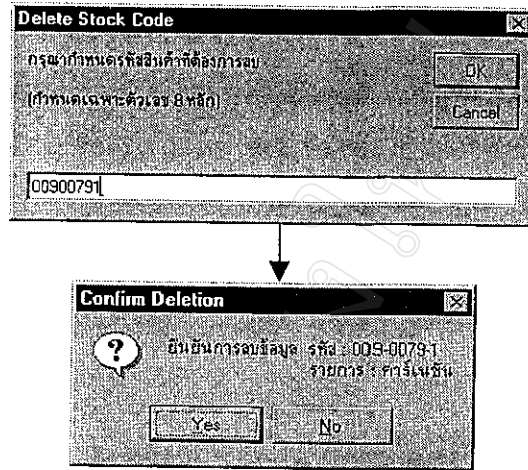 Delete Stock Code
กรุณากำหนดรหัสสินค้าที่ต้องการลบ
(กำหนดเฉพาะตัวเลข 8 หลัก)
OK
Cancel
00900791
Confirm Deletion
ยืนยันการลบข้อมูล รหัส : 009-0079-1
รายการ : คาร์เนชั่น
Yes
No